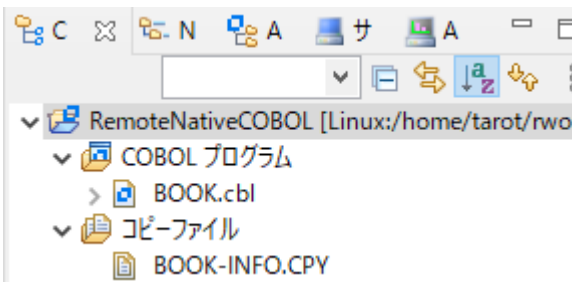 C N A サ A
a z
RemoteNativeCOBOL [Linux:/home/tarot/rwo
COBOL プログラム
BOOK.cbl
コピーファイル
BOOK-INFO.CPY